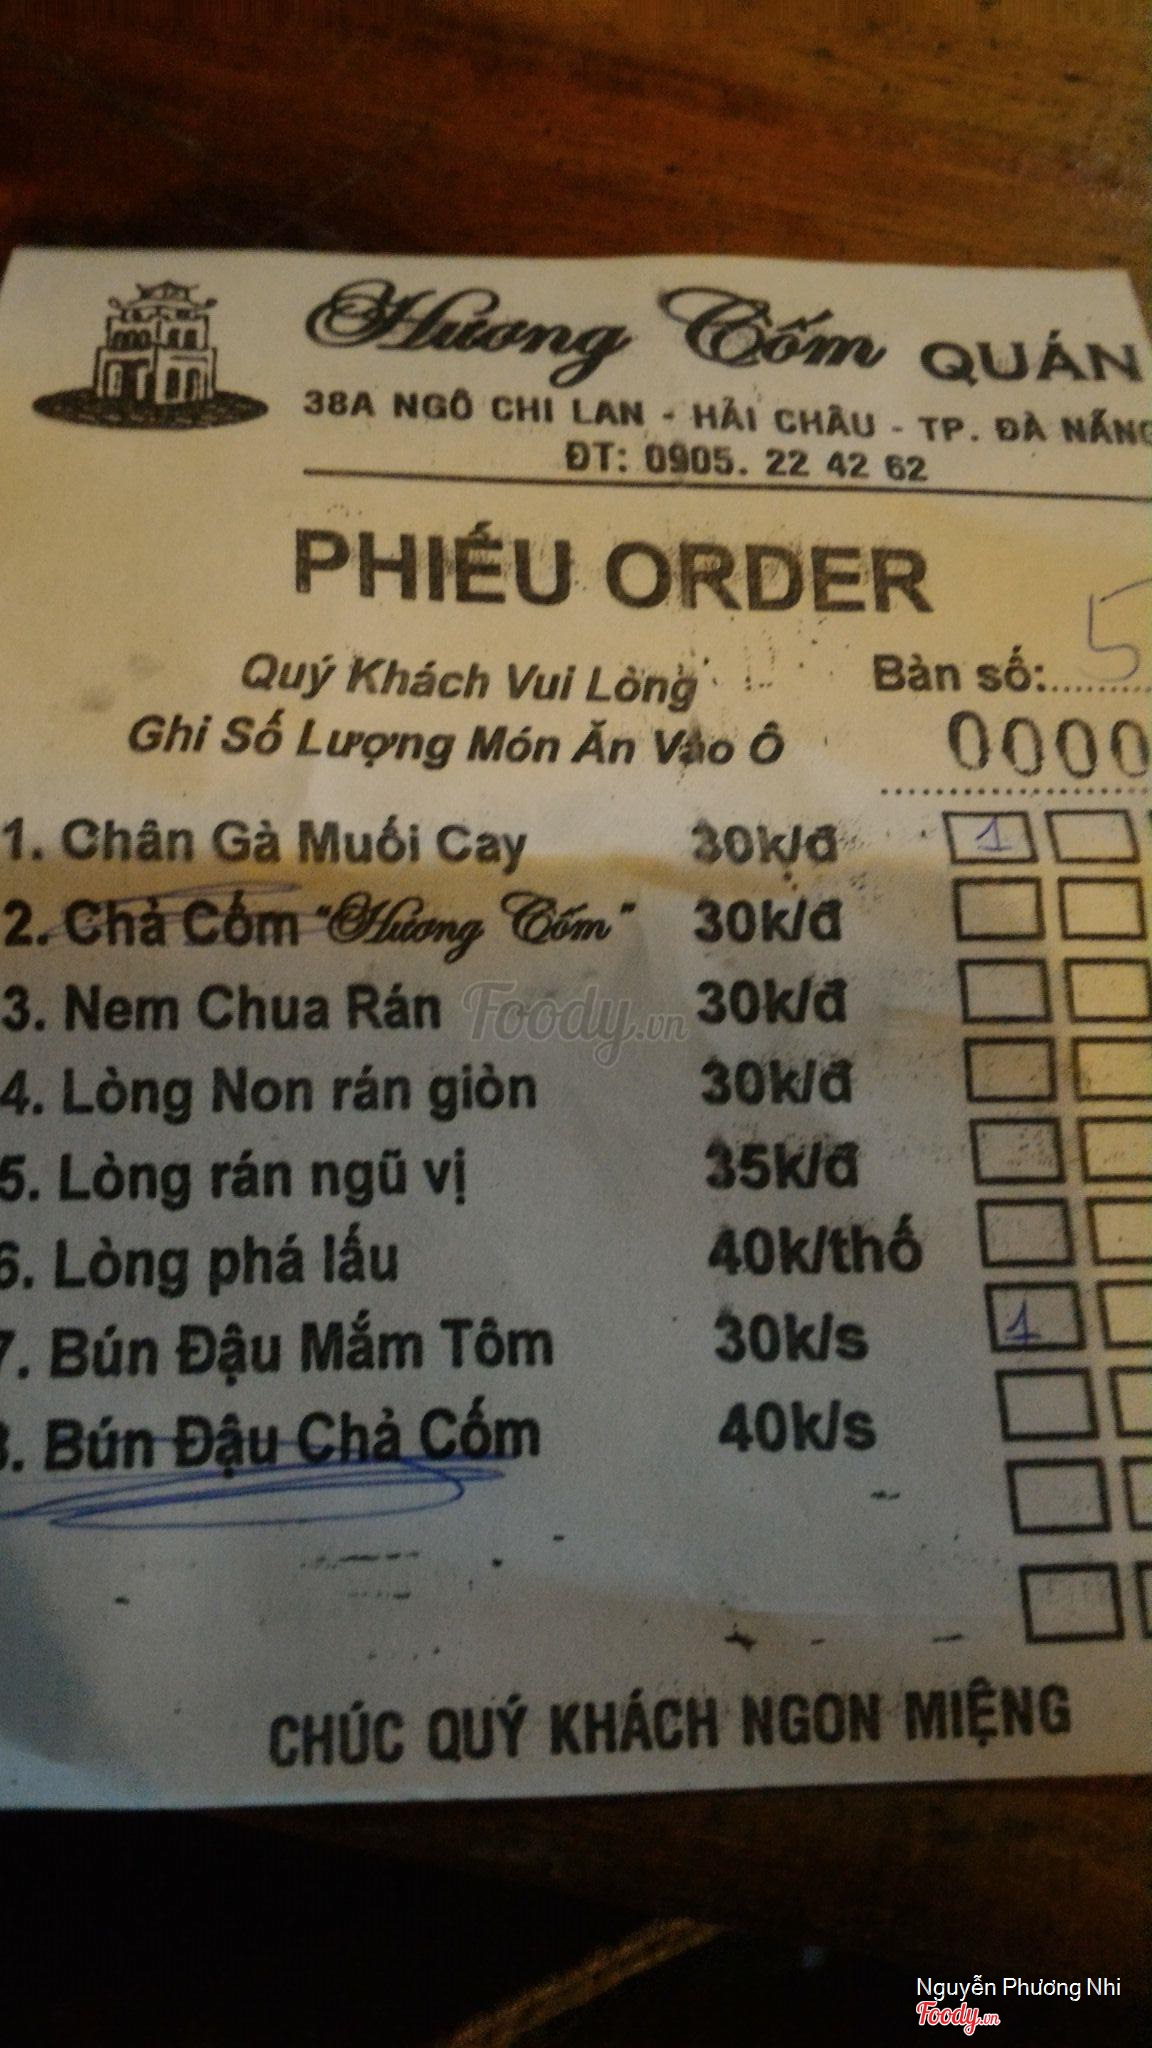 Hương Cốm QUÁN
38A NGÔ CHI LAN - HẢI CHÂU - TP. ĐÀ NẴNG
ĐT: 0905. 22 42 62
PHIẾU ORDER
Quý Khách Vui Lòng
Bàn số:........ 5
Ghi Số Lượng Món Ăn Vào Ô
0000
1. Chân Gà Muối Cay 30k/đ 1
2. Chả Cốm "Hương Cốm" 30k/đ
3. Nem Chua Rán 30k/đ
4. Lòng Non rán giòn 30k/đ
5. Lòng rán ngũ vị 35k/đ
6. Lòng phá lấu 40k/thố
7. Bún Đậu Mắm Tôm 30k/s 1
8. Bún Đậu Chả Cốm 40k/s
CHÚC QUÝ KHÁCH NGON MIỆNG
Foody.vn
Nguyễn Phương Nhi
Foody.vn